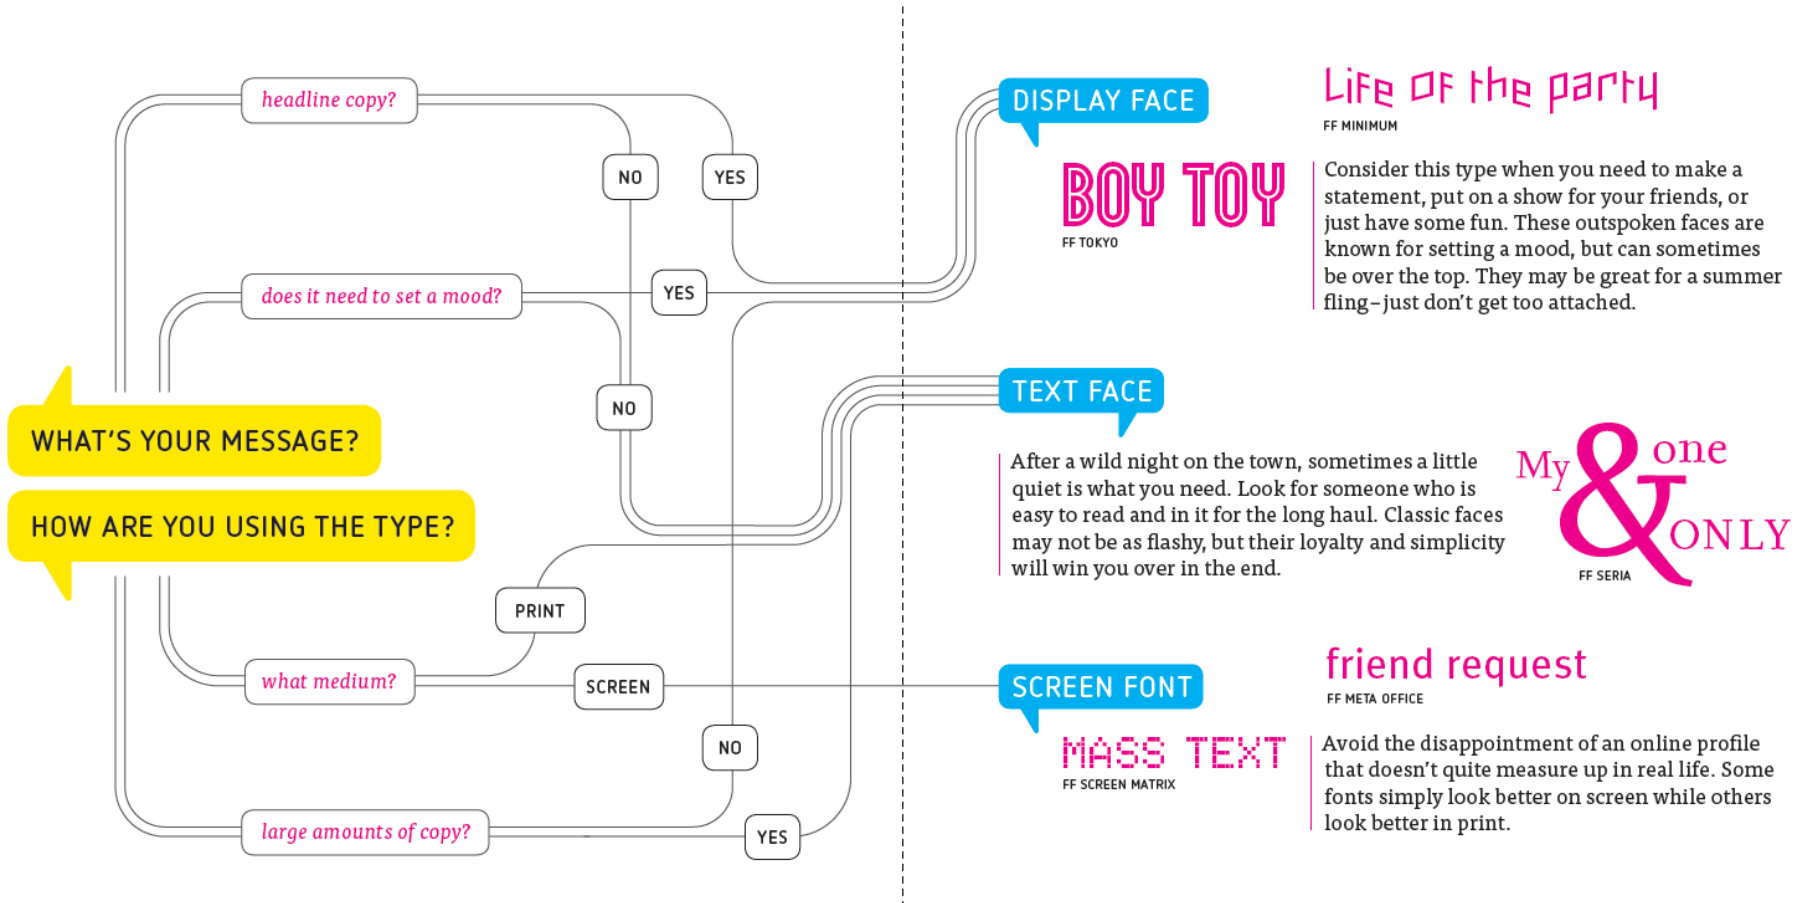 headline copy?
NO
YES
does it need to set a mood?
YES
NO
WHAT'S YOUR MESSAGE?
HOW ARE YOU USING THE TYPE?
PRINT
what medium?
SCREEN
NO
large amounts of copy?
YES
DISPLAY FACE
Life of the party
FF MINIMUM
BOY TOY
FF TOKYO
Consider this type when you need to make a
statement, put on a show for your friends, or
just have some fun. These outspoken faces are
known for setting a mood, but can sometimes
be over the top. They may be great for a summer
fling–just don't get too attached.
TEXT FACE
After a wild night on the town, sometimes a little
quiet is what you need. Look for someone who is
easy to read and in it for the long haul. Classic faces
may not be as flashy, but their loyalty and simplicity
will win you over in the end.
My & one
ONLY
FF SERIA
SCREEN FONT
friend request
FF META OFFICE
MASS TEXT
FF SCREEN MATRIX
Avoid the disappointment of an online profile
that doesn't quite measure up in real life. Some
fonts simply look better on screen while others
look better in print.